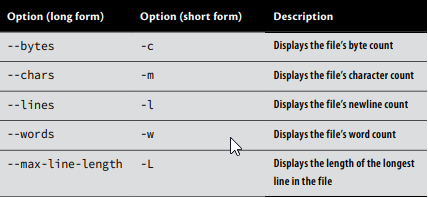 Option (long form) Option (short form) Description
--bytes -c Displays the file's byte count
--chars -m Displays the file's character count
--lines -l Displays the file's newline count
--words -w Displays the file's word count
--max-line-length -L Displays the length of the longest
line in the file